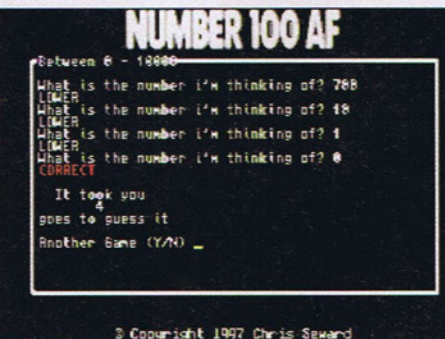 NUMBER 100 AF
Between 0 - 10000
What is the number i'm thinking of? 788
LOWER
What is the number i'm thinking of? 10
LOWER
What is the number i'm thinking of? 1
LOWER
What is the number i'm thinking of? 0
CORRECT
It took you
4
goes to guess it
Another Game (Y/N) _
© Copyright 1997 Chris Seward